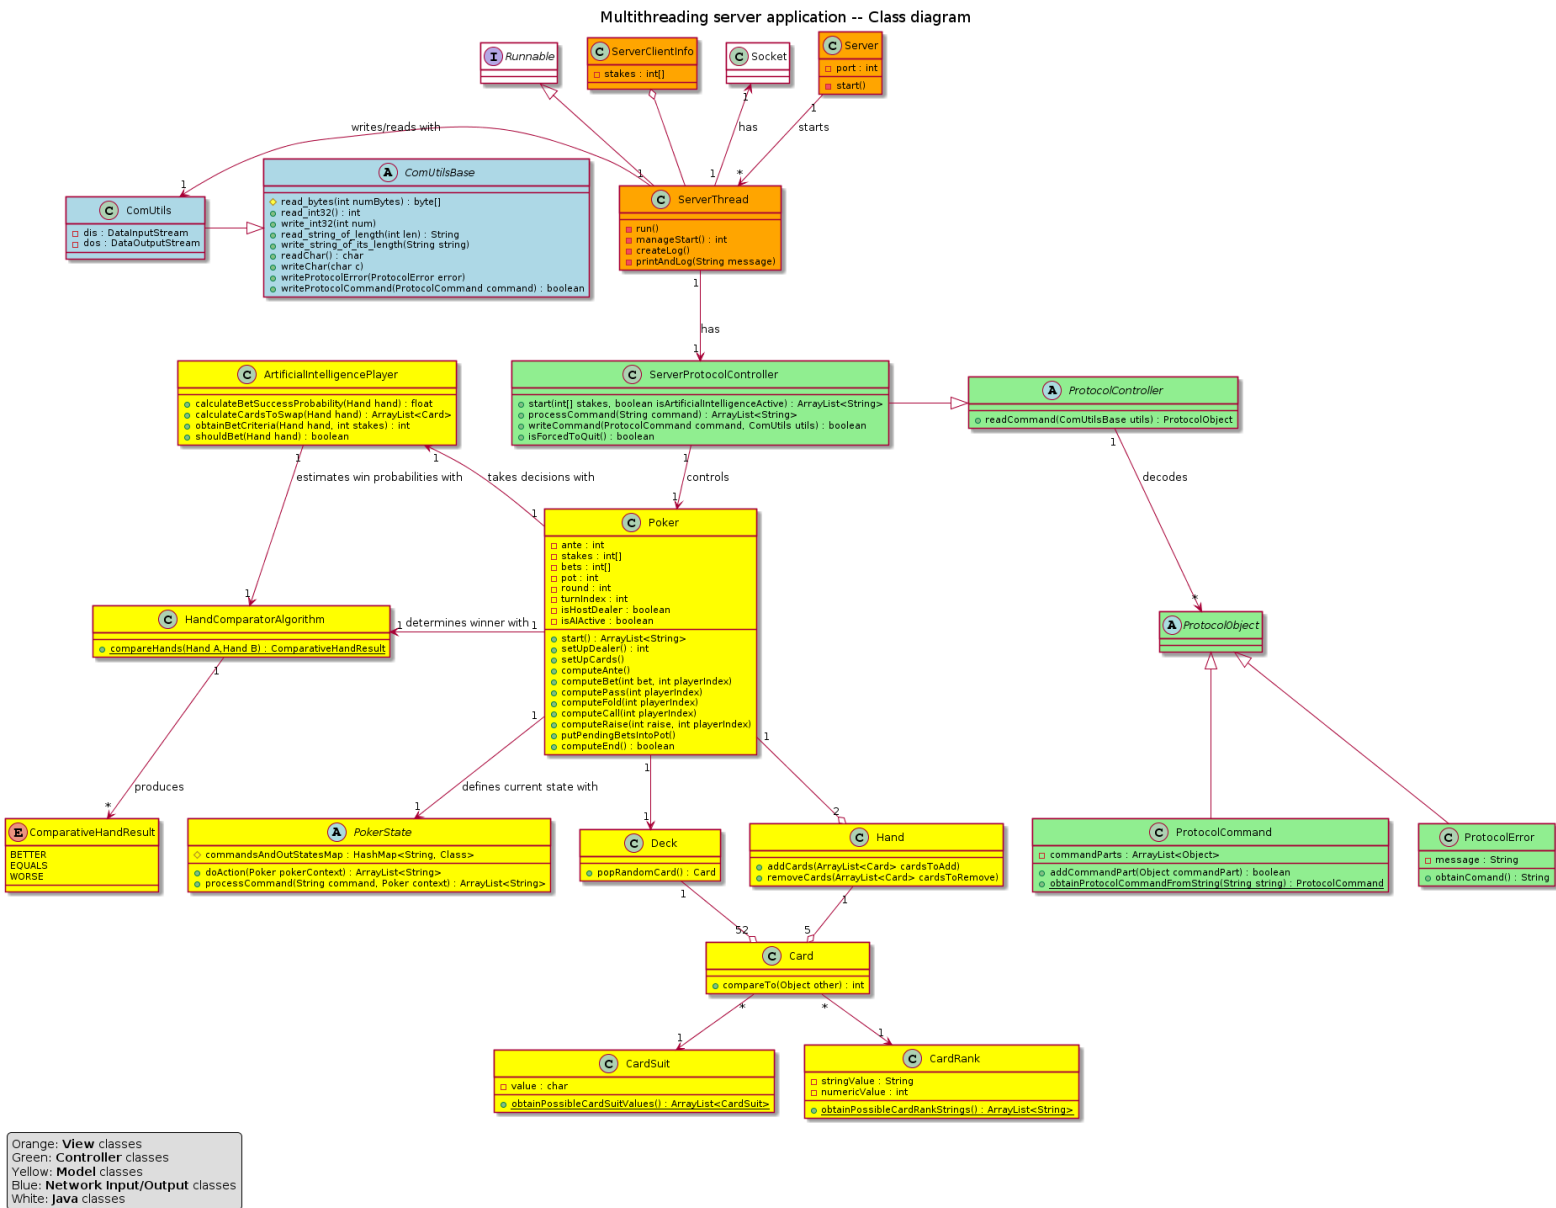 Multithreading server application -- Class diagram
I Runnable
C ServerClientInfo
stakes : int[]
C Socket
C Server
port : int
start()
1
has
1
1
starts
*
writes/reads with
1
1
C ComUtils
dis : DataInputStream
dos : DataOutputStream
A ComUtilsBase
read_bytes(int numBytes) : byte[]
read_int32() : int
write_int32(int num)
read_string_of_length(int len) : String
write_string_of_its_length(String string)
readChar() : char
writeChar(char c)
writeProtocolError(ProtocolError error)
writeProtocolCommand(ProtocolCommand command) : boolean
C ServerThread
run()
manageStart() : int
createLog()
printAndLog(String message)
1
has
1
C ArtificialIntelligencePlayer
calculateBetSuccessProbability(Hand hand) : float
calculateCardsToSwap(Hand hand) : ArrayList<Card>
obtainBetCriteria(Hand hand, int stakes) : int
shouldBet(Hand hand) : boolean
C ServerProtocolController
start(int[] stakes, boolean isArtificialIntelligenceActive) : ArrayList<String>
processCommand(String command) : ArrayList<String>
writeCommand(ProtocolCommand command, ComUtils utils) : boolean
isForcedToQuit() : boolean
A ProtocolController
readCommand(ComUtilsBase utils) : ProtocolObject
1
estimates win probabilities with
1
1
takes decisions with
1
1
controls
1
1
decodes
*
C Poker
ante : int
stakes : int[]
bets : int[]
pot : int
round : int
turnIndex : int
isHostDealer : boolean
isAIActive : boolean
start() : ArrayList<String>
setUpDealer() : int
setUpCards()
computeAnte()
computeBet(int bet, int playerIndex)
computePass(int playerIndex)
computeFold(int playerIndex)
computeCall(int playerIndex)
computeRaise(int raise, int playerIndex)
putPendingBetsIntoPot()
computeEnd() : boolean
C HandComparatorAlgorithm
compareHands(Hand A,Hand B) : ComparativeHandResult
1 determines winner with 1
A ProtocolObject
1
produces
*
1
defines current state with
1
1
1
1
2
E ComparativeHandResult
BETTER
EQUALS
WORSE
A PokerState
commandsAndOutStatesMap : HashMap<String, Class>
doAction(Poker pokerContext) : ArrayList<String>
processCommand(String command, Poker context) : ArrayList<String>
C Deck
popRandomCard() : Card
C Hand
addCards(ArrayList<Card> cardsToAdd)
removeCards(ArrayList<Card> cardsToRemove)
C ProtocolCommand
commandParts : ArrayList<Object>
addCommandPart(Object commandPart) : boolean
obtainProtocolCommandFromString(String string) : ProtocolCommand
C ProtocolError
message : String
obtainComand() : String
1
52
1
5
C Card
compareTo(Object other) : int
*
1
*
1
C CardSuit
value : char
obtainPossibleCardSuitValues() : ArrayList<CardSuit>
C CardRank
stringValue : String
numericValue : int
obtainPossibleCardRankStrings() : ArrayList<String>
Orange: View classes
Green: Controller classes
Yellow: Model classes
Blue: Network Input/Output classes
White: Java classes